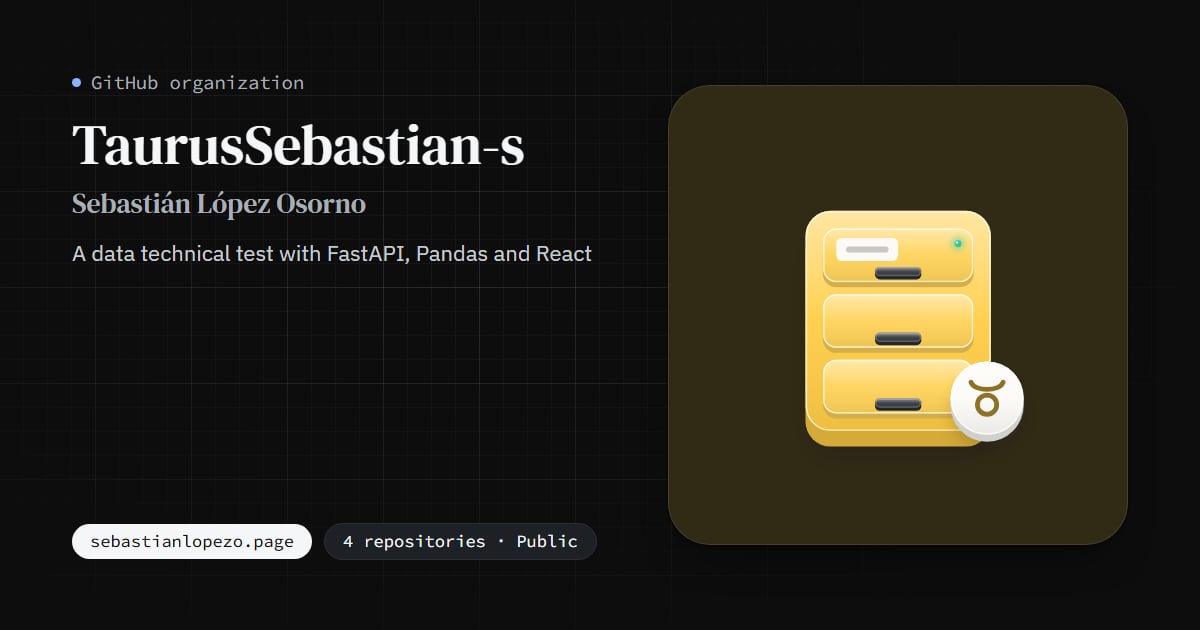 GitHub organization
TaurusSebastian-s
Sebastián López Osorno
A data technical test with FastAPI, Pandas and React
sebastianlopezo.page
4 repositories · Public